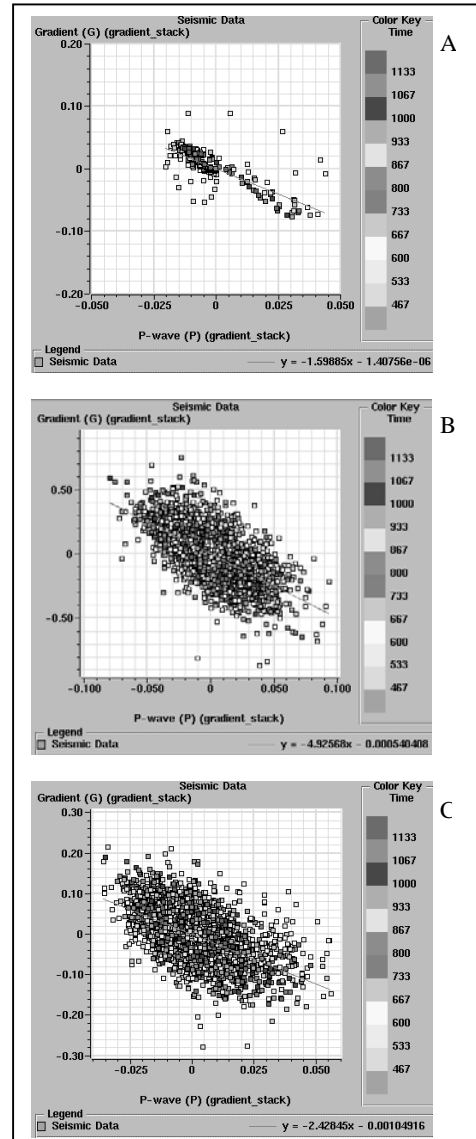 Seismic Data
Gradient (G) (gradient_stack)
0.20
0.10
0
-0.10
-0.20
-0.050
-0.025
0
0.025
0.050
P-wave (P) (gradient_stack)
Color Key
Time
1133
1067
1000
933
867
800
733
667
600
533
467
A
Legend
Seismic Data
y = -1.59885x - 1.40756e-06
Seismic Data
Gradient (G) (gradient_stack)
0.50
0
-0.50
-0.100
-0.050
0
0.050
0.100
P-wave (P) (gradient_stack)
Color Key
Time
1133
1067
1000
933
867
800
733
667
600
533
467
B
Legend
Seismic Data
y = -4.92568x - 0.000540408
Seismic Data
Gradient (G) (gradient_stack)
0.30
0.20
0.10
0
-0.10
-0.20
-0.30
-0.025
0
0.025
0.050
P-wave (P) (gradient_stack)
Color Key
Time
1133
1067
1000
933
867
800
733
667
600
533
467
C
Legend
Seismic Data
y = -2.42845x - 0.00104916